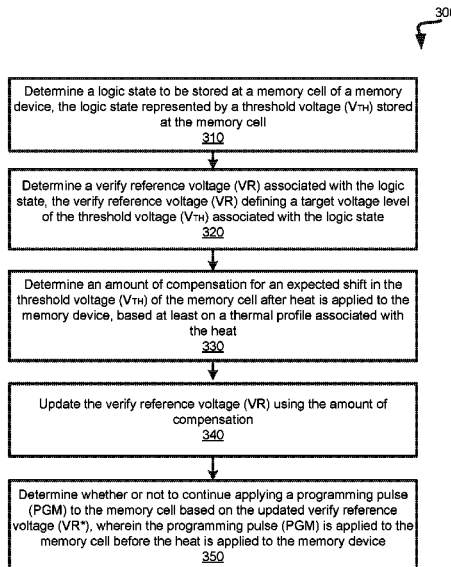 300
Determine a logic state to be stored at a memory cell of a memory
device, the logic state represented by a threshold voltage (VTH) stored
at the memory cell
310
Determine a verify reference voltage (VR) associated with the logic
state, the verify reference voltage (VR) defining a target voltage level
of the threshold voltage (VTH) associated with the logic state
320
Determine an amount of compensation for an expected shift in the
threshold voltage (VTH) of the memory cell after heat is applied to the
memory device, based at least on a thermal profile associated with
the heat
330
Update the verify reference voltage (VR) using the amount of
compensation
340
Determine whether or not to continue applying a programming pulse
(PGM) to the memory cell based on the updated verify reference
voltage (VR*), wherein the programming pulse (PGM) is applied to the
memory cell before the heat is applied to the memory device
350